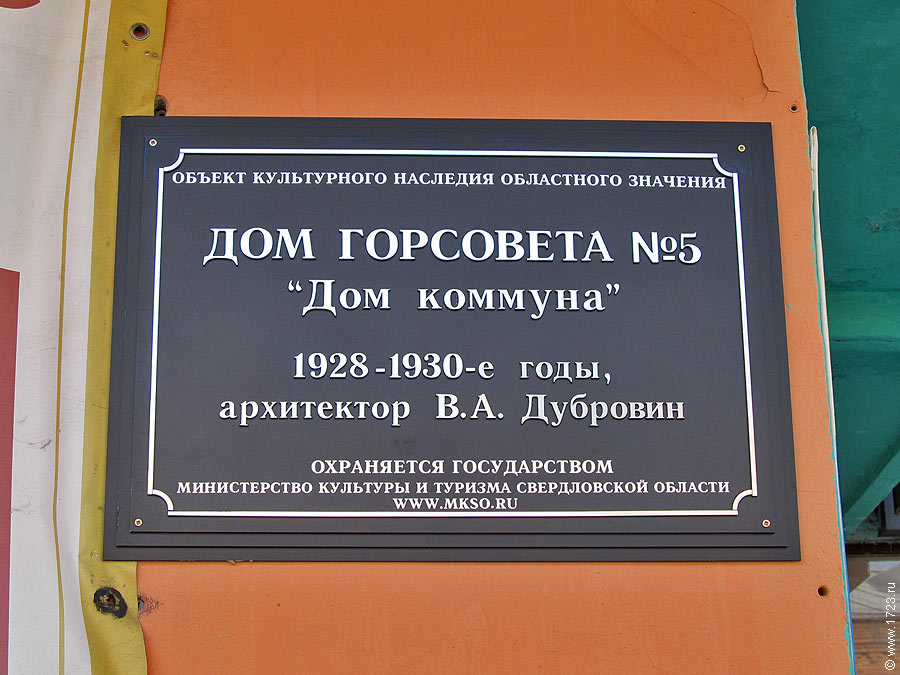 ОБЪЕКТ КУЛЬТУРНОГО НАСЛЕДИЯ ОБЛАСТНОГО ЗНАЧЕНИЯ
ДОМ ГОРСОВЕТА №5
“Дом коммуна”
1928-1930-е годы,
архитектор В.А. Дубровин
ОХРАНЯЕТСЯ ГОСУДАРСТВОМ
МИНИСТЕРСТВО КУЛЬТУРЫ И ТУРИЗМА СВЕРДЛОВСКОЙ ОБЛАСТИ
WWW.MKSO.RU
© www.1723.ru